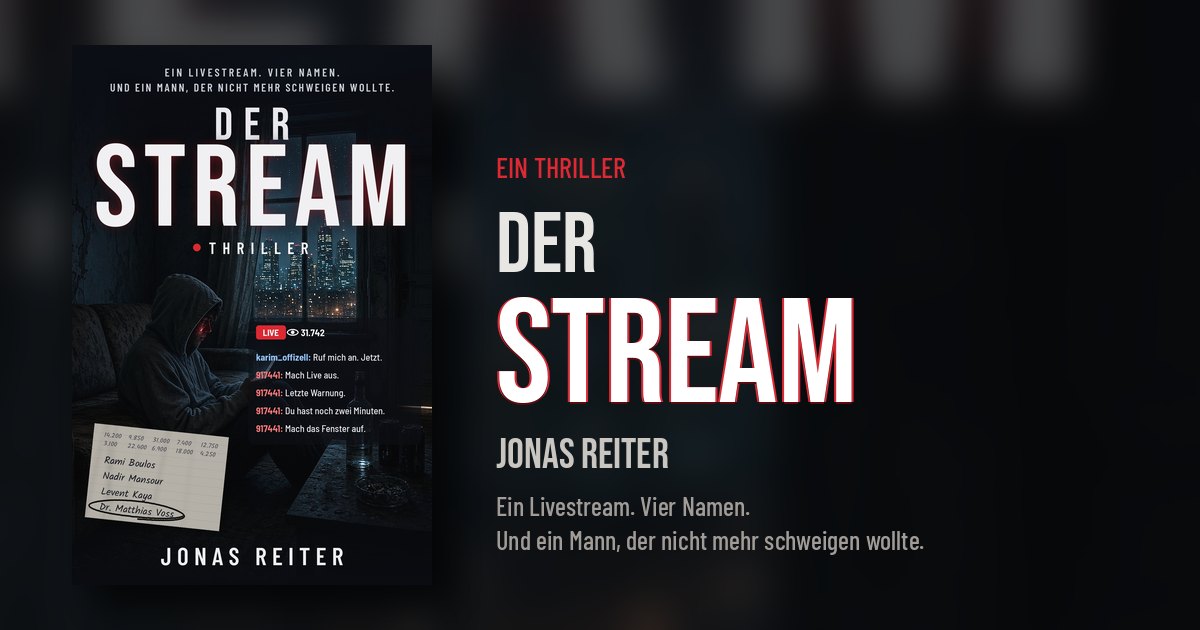 EIN LIVESTREAM. VIER NAMEN.
UND EIN MANN, DER NICHT MEHR SCHWEIGEN WOLLTE.
DER
STREAM
THRILLER
LIVE 31.742
karim_offizell: Ruf mich an. Jetzt.
917441: Mach Live aus.
917441: Letzte Warnung.
917441: Du hast noch zwei Minuten.
917441: Mach das Fenster auf.
14.200 9.850 31.000 7.400 12.750
3.100 22.400 6.900 18.000 4.250
Rami Boulos
Nadir Mansour
Levent Kaya
Dr. Matthias Voss
JONAS REITER
EIN THRILLER
DER
STREAM
JONAS REITER
Ein Livestream. Vier Namen.
Und ein Mann, der nicht mehr schweigen wollte.